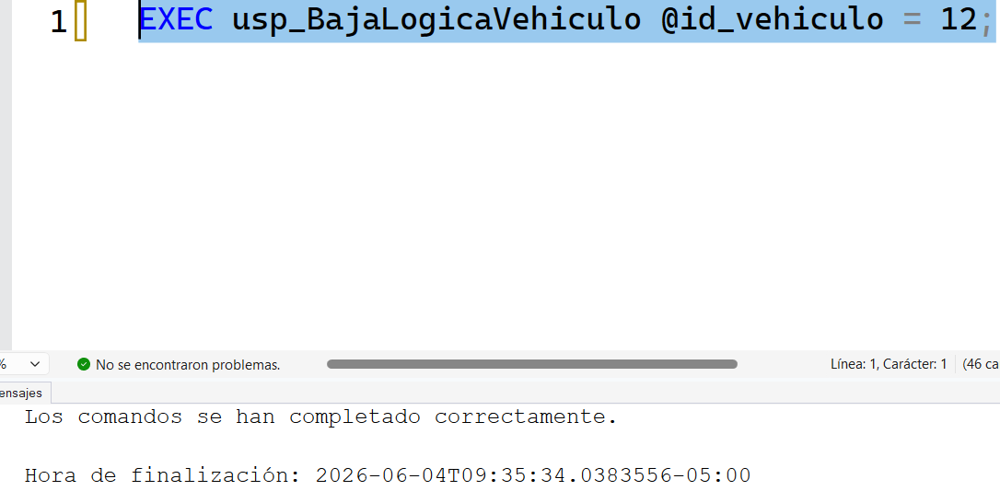 1 EXEC usp_BajaLogicaVehiculo @id_vehiculo = 12;
% No se encontraron problemas. Línea: 1, Carácter: 1 (46 ca
ensajes
Los comandos se han completado correctamente.
Hora de finalización: 2026-06-04T09:35:34.0383556-05:00